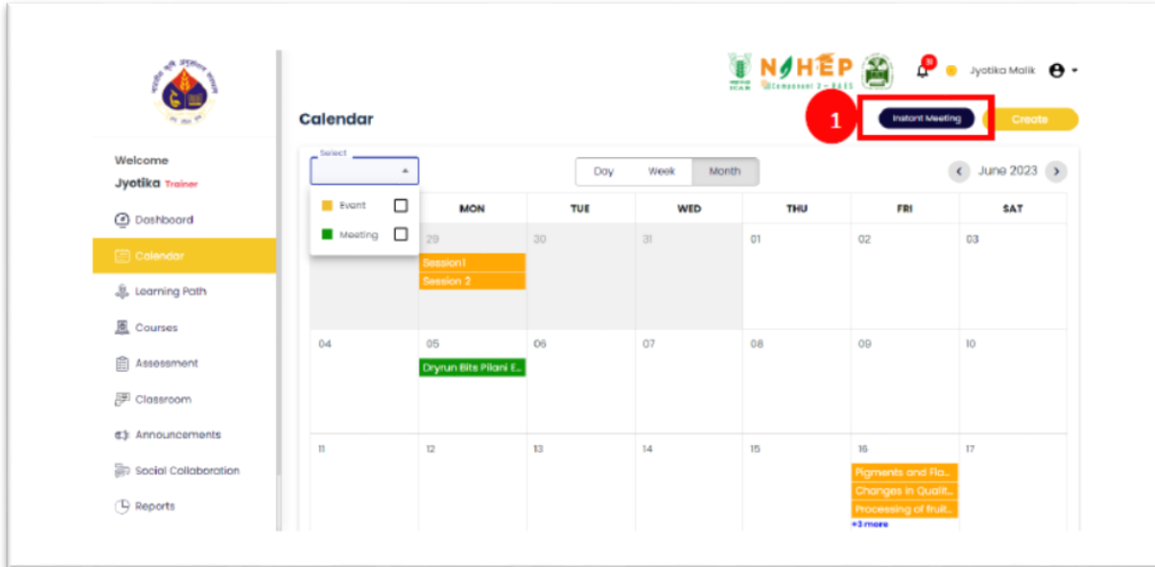 NAHEP
31
Jyotika Malik
Calendar
1
Instant Meeting
Create
Welcome
Jyotika Trainer
Dashboard
Calendar
Learning Path
Courses
Assessment
Classroom
Announcements
Social Collaboration
Reports
Select
Event
Meeting
Day Week Month
June 2023
MON TUE WED THU FRI SAT
29 30 31 01 02 03
Session1
Session 2
04 05 06 07 08 09 10
Dryrun Bits Pilani E...
11 12 13 14 15 16 17
Pigments and Fla...
Changes in Qualit...
Processing of fruit...
+3 more